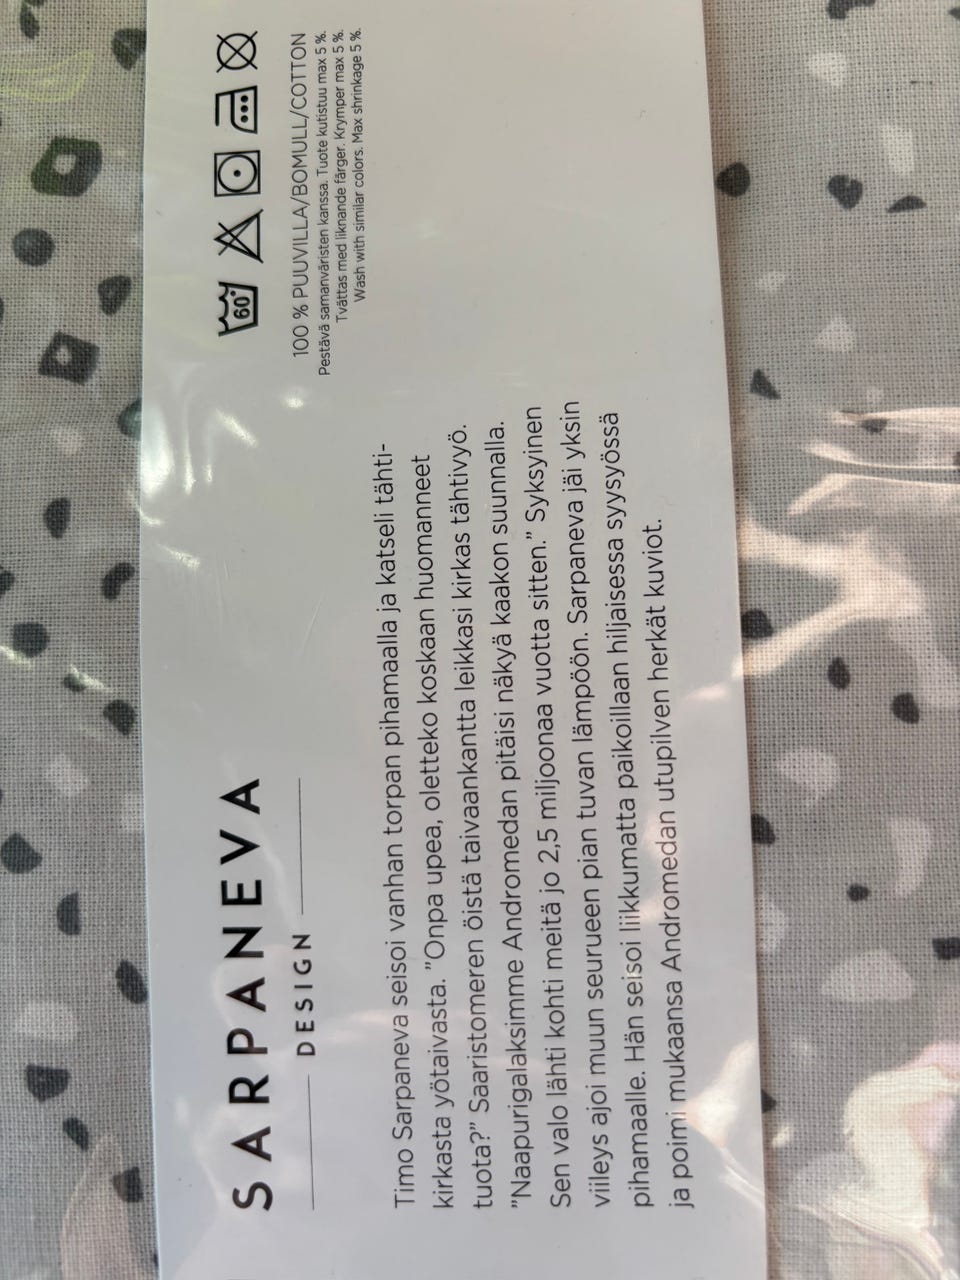 SARPANEVA
DESIGN
Timo Sarpaneva seisoi vanhan torpan pihamaalla ja katseli tähti-
kirkasta yötaivasta. ”Onpa upea, oletteko koskaan huomanneet
tuota?” Saaristomeren öistä taivaankantta leikkasi kirkas tähtivyö.
”Naapurigalaksimme Andromedan pitäisi näkyä kaakon suunnalla.
Sen valo lähti kohti meitä jo 2,5 miljoonaa vuotta sitten.” Syksyinen
viileys ajoi muun seurueen pian tuvan lämpöön. Sarpaneva jäi yksin
pihamaalle. Hän seisoi liikkumatta paikoillaan hiljaisessa syysyössä
ja poimi mukaansa Andromedan utupilven herkät kuviot.
60°
100 % PUUVILLA/BOMULL/COTTON
Pestävä samanväristen kanssa. Tuote kutistuu max 5 %.
Tvättas med liknande färger. Krymper max 5 %.
Wash with similar colors. Max shrinkage 5 %.